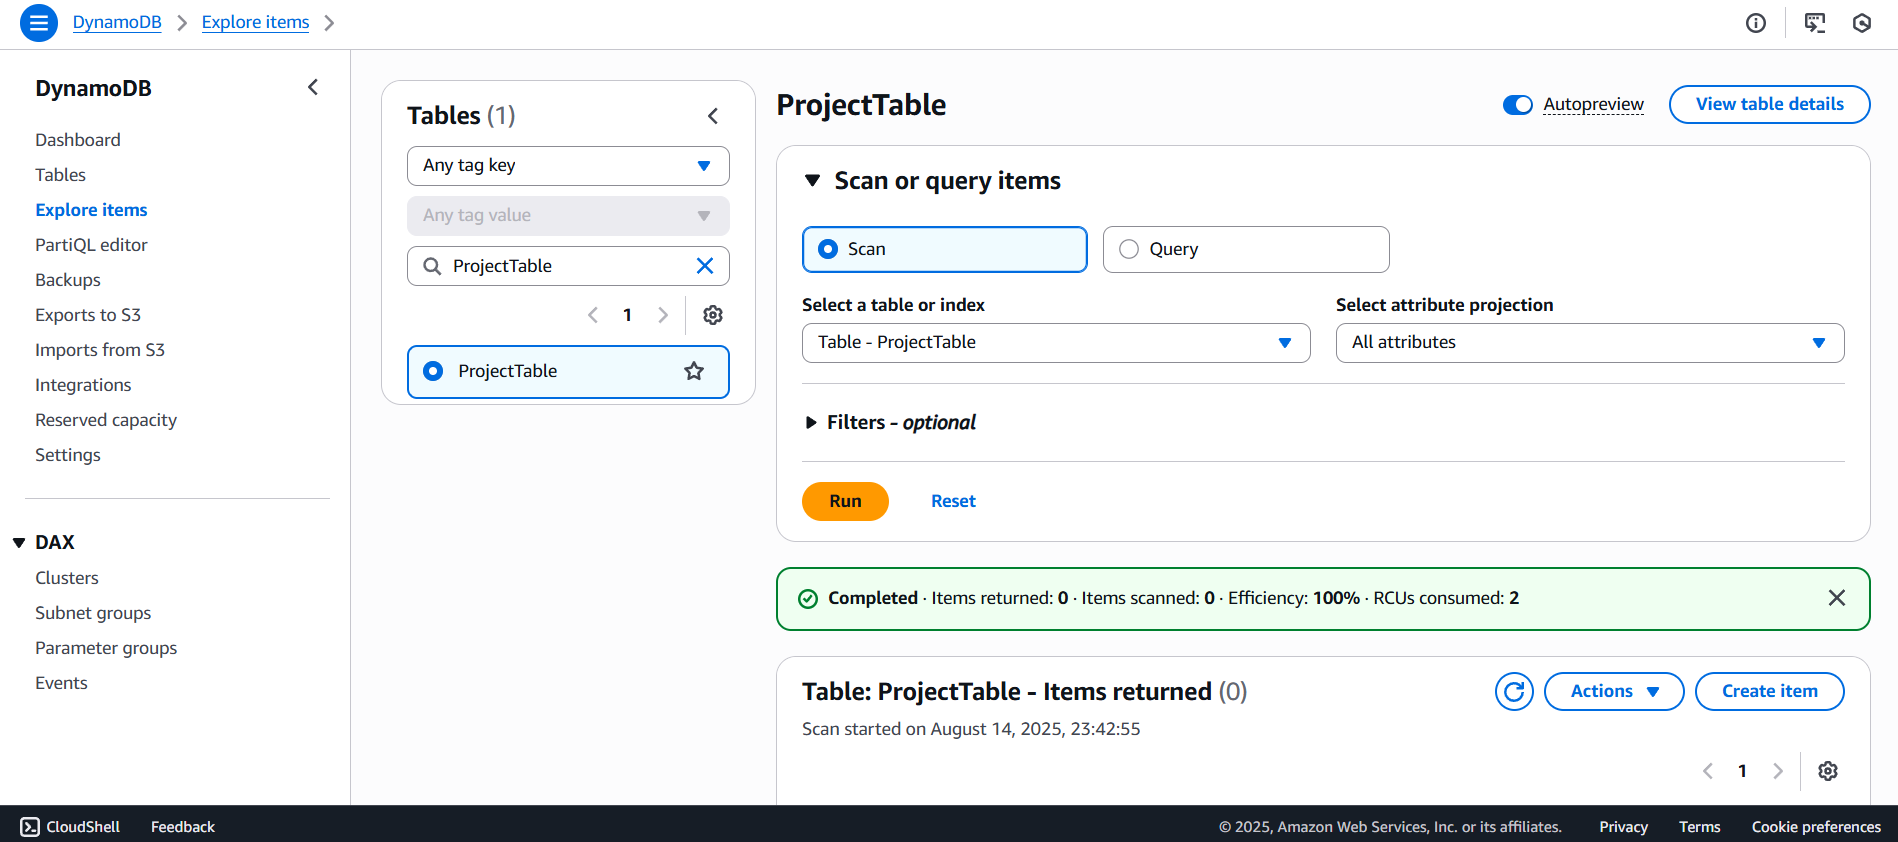 DynamoDB > Explore items >
DynamoDB
Dashboard
Tables
Explore items
PartiQL editor
Backups
Exports to S3
Imports from S3
Integrations
Reserved capacity
Settings
DAX
Clusters
Subnet groups
Parameter groups
Events
Tables (1)
Any tag key
Any tag value
ProjectTable
1
ProjectTable
ProjectTable
Autopreview
View table details
Scan or query items
Scan
Query
Select a table or index
Select attribute projection
Table - ProjectTable
All attributes
Filters - optional
Run
Reset
Completed · Items returned: 0 · Items scanned: 0 · Efficiency: 100% · RCUs consumed: 2
Table: ProjectTable - Items returned (0)
Actions
Create item
Scan started on August 14, 2025, 23:42:55
1
CloudShell
Feedback
© 2025, Amazon Web Services, Inc. or its affiliates.
Privacy
Terms
Cookie preferences